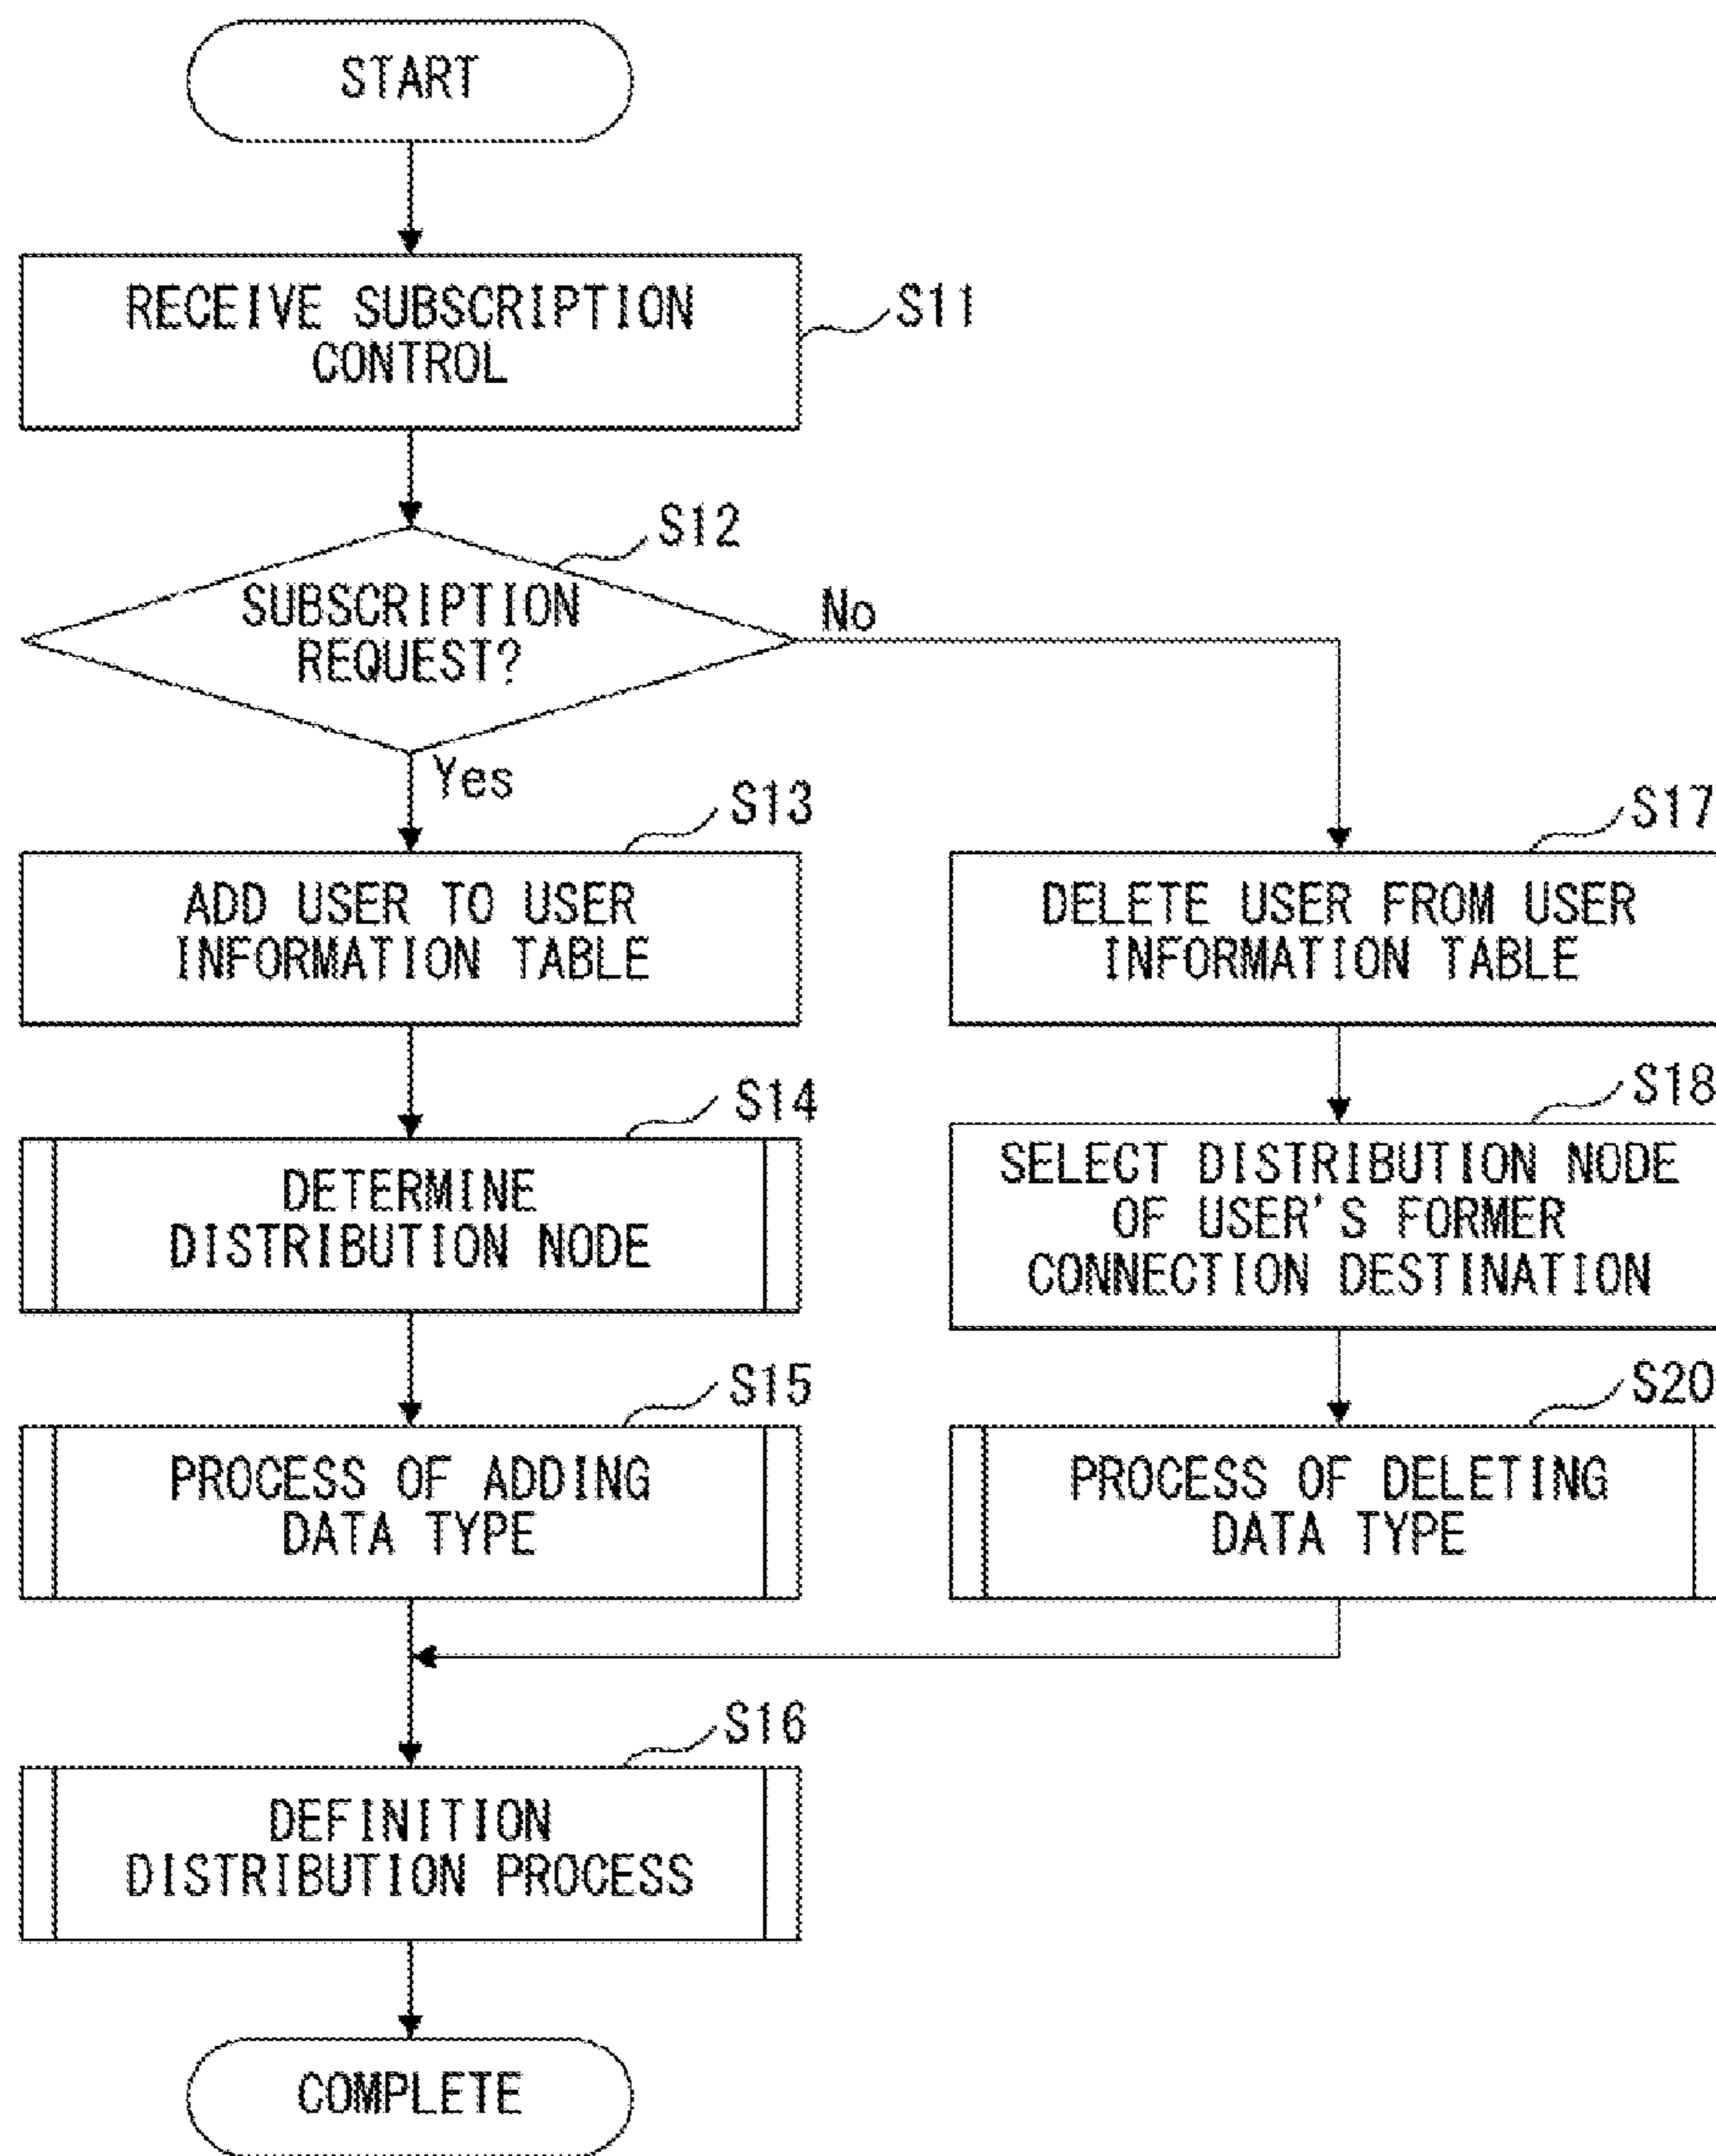 START
RECEIVE SUBSCRIPTION
CONTROL
S11
S12
SUBSCRIPTION
REQUEST?
No
Yes
S13
ADD USER TO USER
INFORMATION TABLE
S14
DETERMINE
DISTRIBUTION NODE
S15
PROCESS OF ADDING
DATA TYPE
S17
DELETE USER FROM USER
INFORMATION TABLE
S18
SELECT DISTRIBUTION NODE
OF USER'S FORMER
CONNECTION DESTINATION
S20
PROCESS OF DELETING
DATA TYPE
S16
DEFINITION
DISTRIBUTION PROCESS
COMPLETE